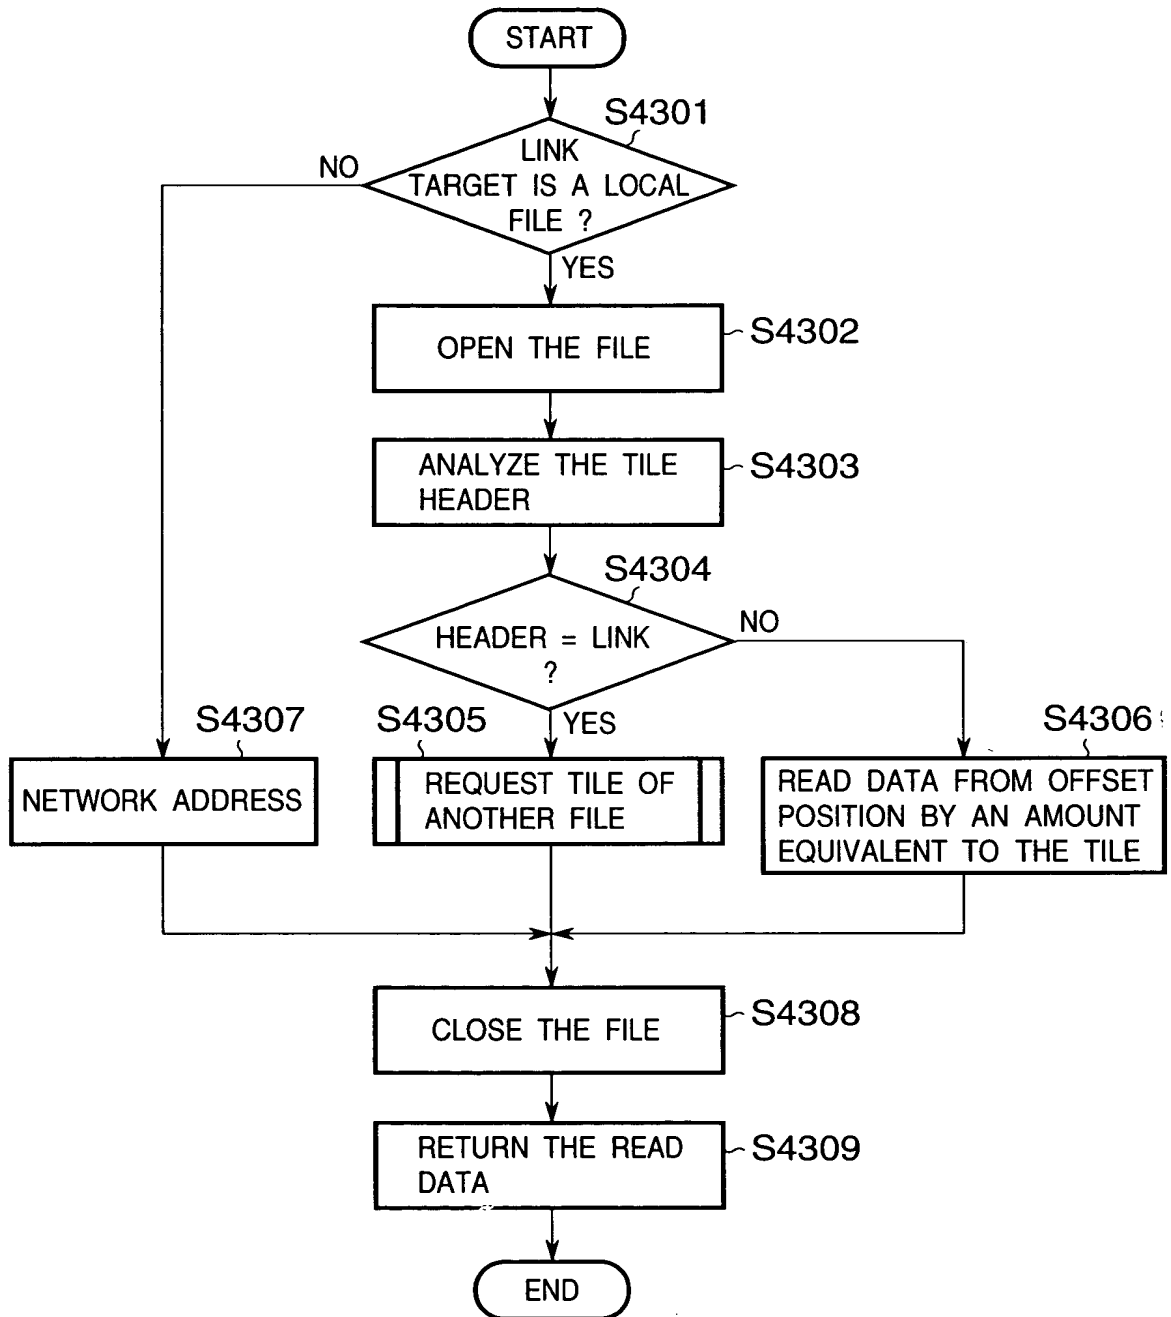 START
S4301
LINK
TARGET IS A LOCAL
FILE ?
NO
YES
OPEN THE FILE
S4302
ANALYZE THE TILE
HEADER
S4303
S4304
HEADER = LINK
?
NO
YES
S4307
NETWORK ADDRESS
S4305
REQUEST TILE OF
ANOTHER FILE
S4306
READ DATA FROM OFFSET
POSITION BY AN AMOUNT
EQUIVALENT TO THE TILE
CLOSE THE FILE
S4308
RETURN THE READ
DATA
S4309
END